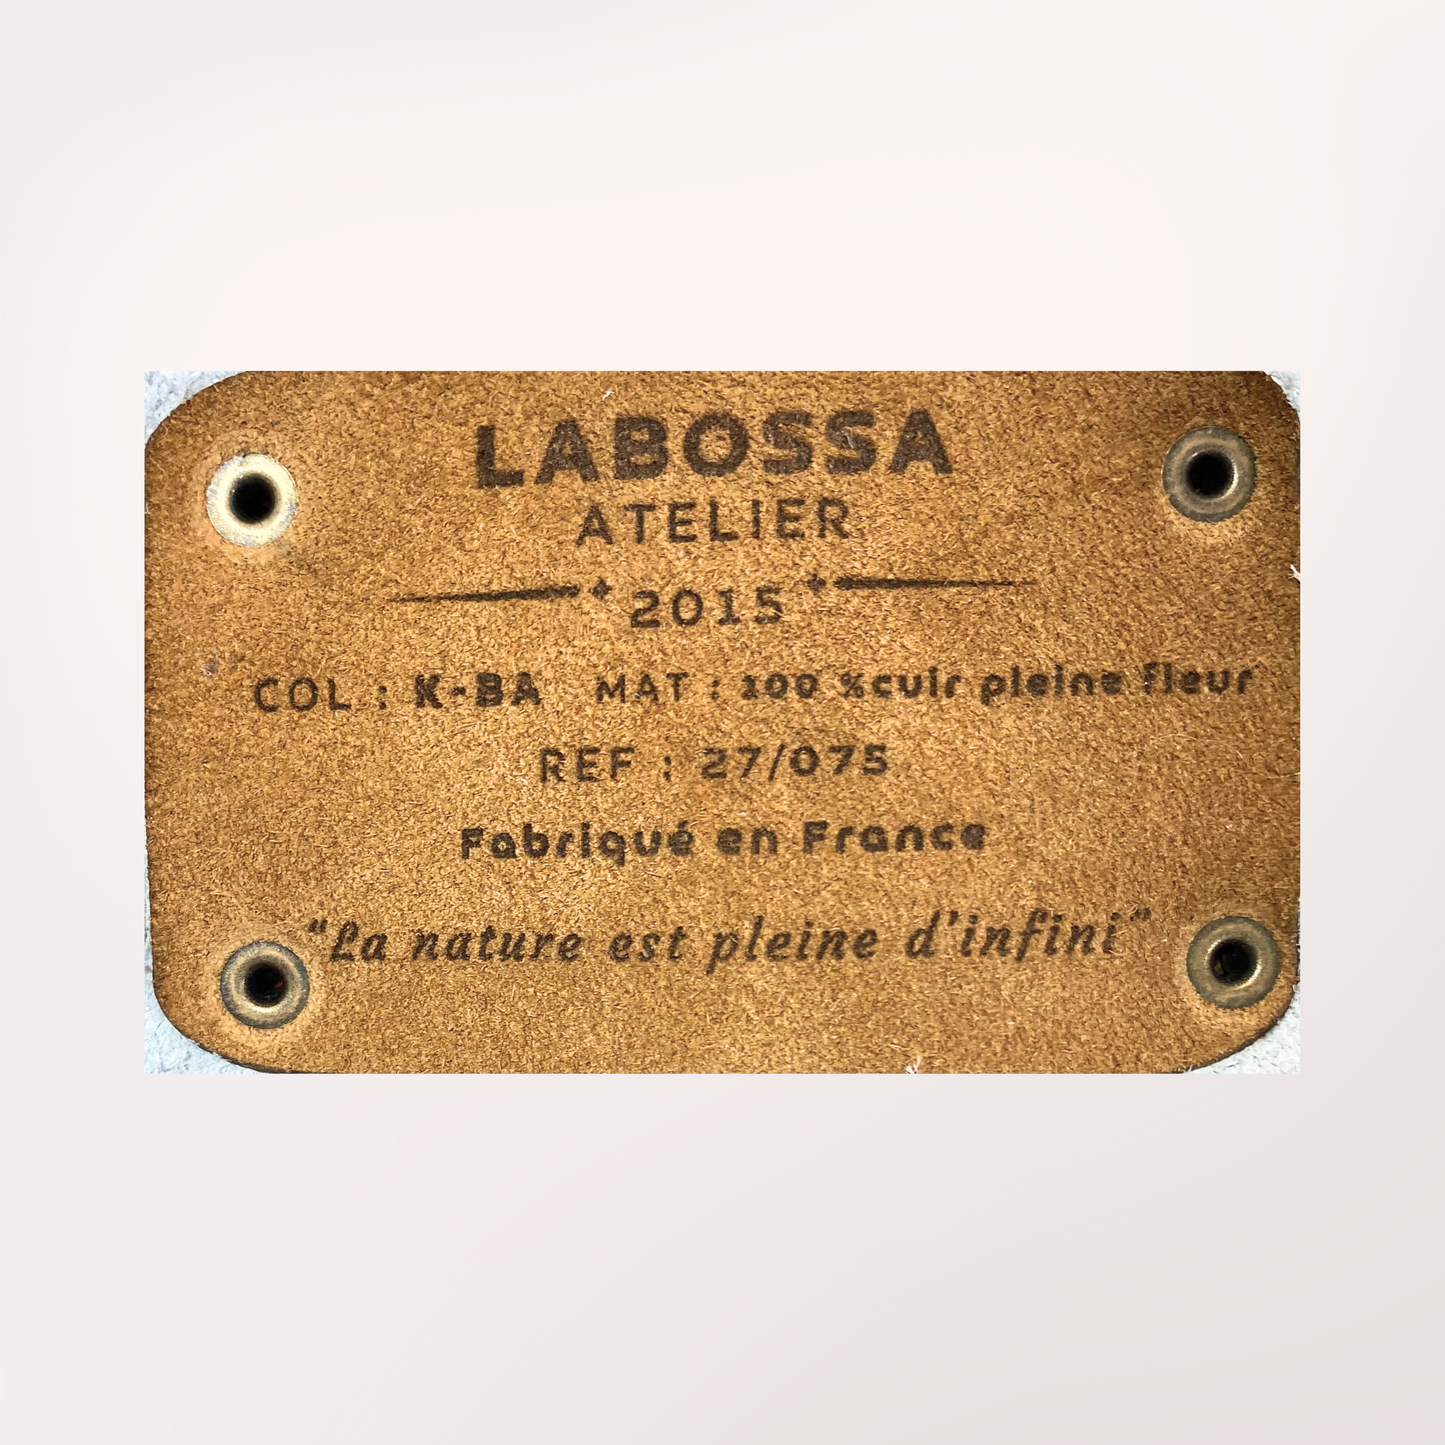 LABOSSA
ATELIER
2015
COL : K-BA MAT : 100 %cuir pleine fleur
REF : 27/075
Fabriqué en France
“La nature est pleine d'infini”